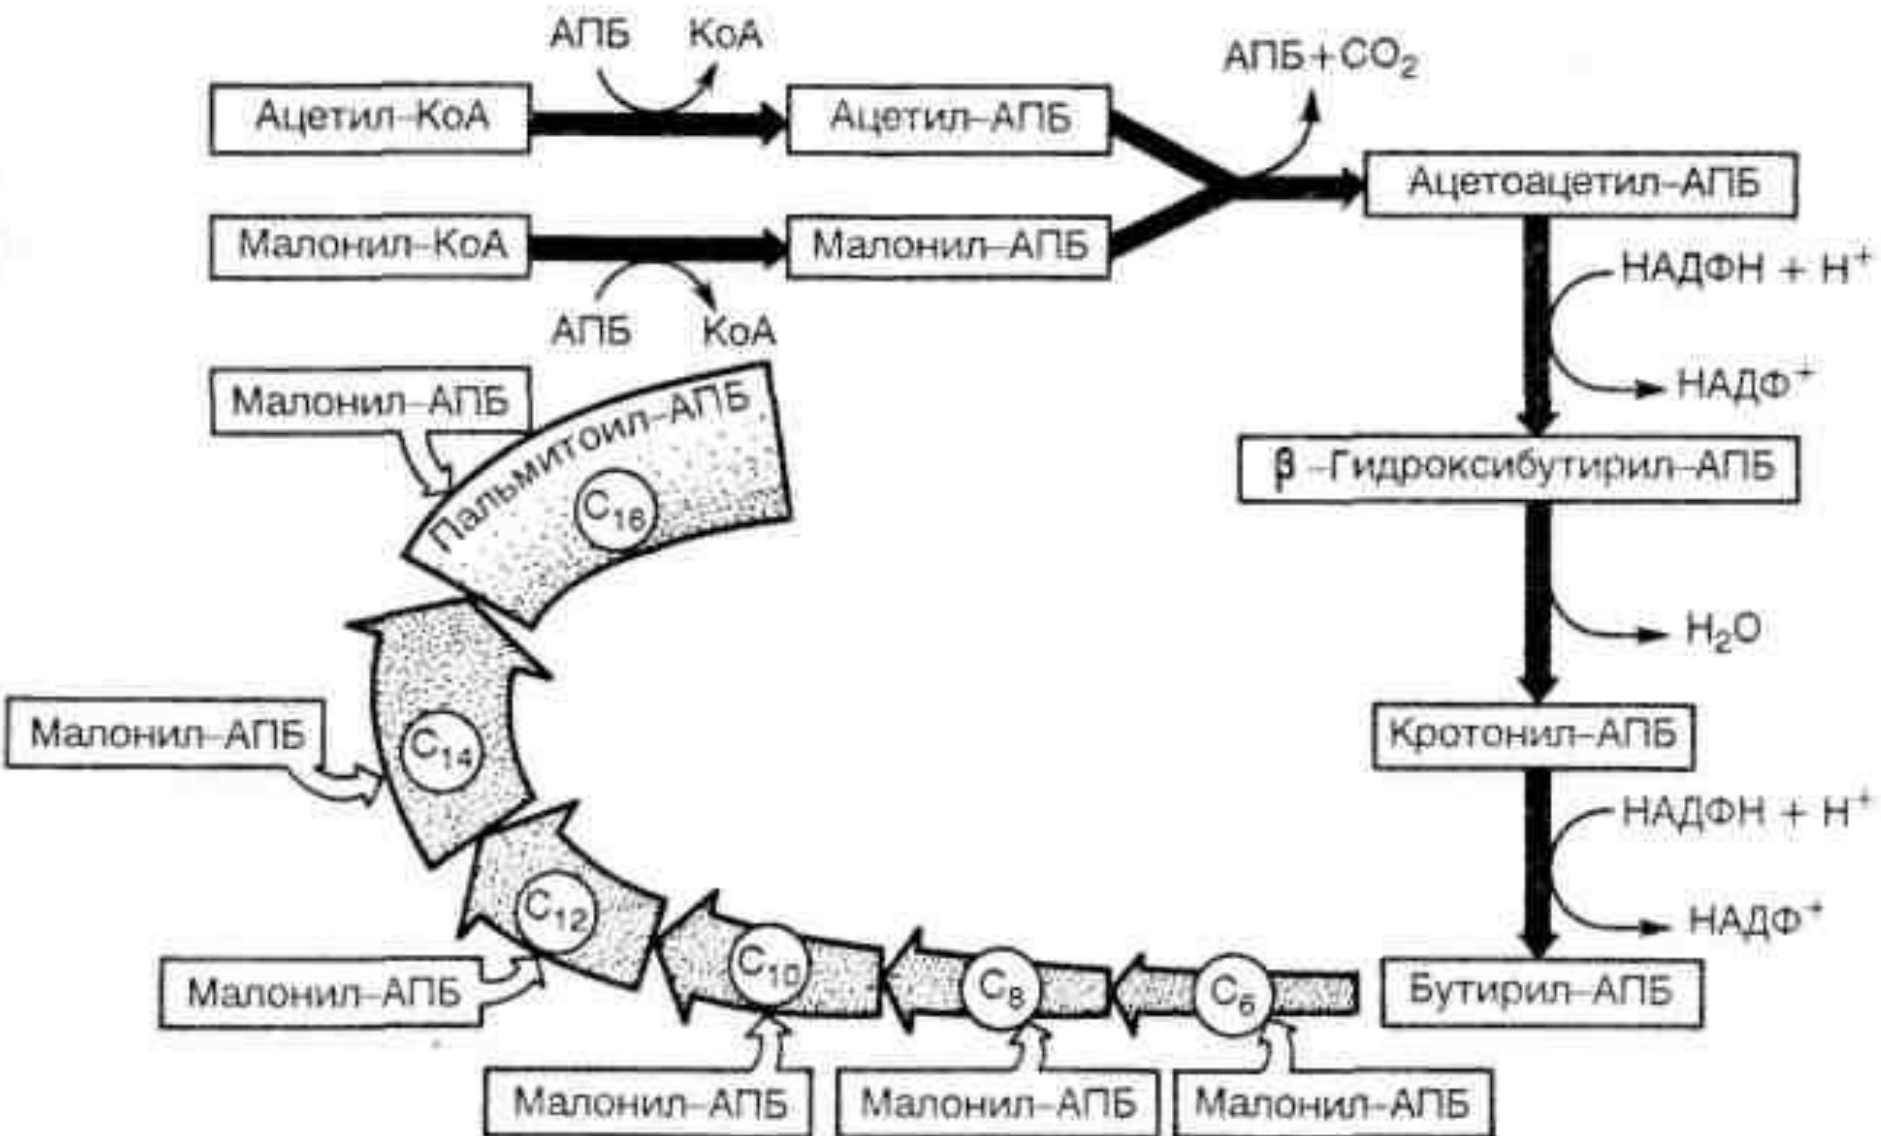 АПБ КоА
АПБ+CO₂
Ацетил–КоА
Ацетил–АПБ
Ацетоацетил–АПБ
Малонил–КоА
Малонил–АПБ
НАДФН + Н⁺
АПБ КоА
НАДФ⁺
Малонил–АПБ
Пальмитоил–АПБ
C₁₆
β –Гидроксибутирил–АПБ
H₂O
Малонил–АПБ
C₁₄
Кротонил–АПБ
НАДФН + Н⁺
НАДФ⁺
C₁₂
Малонил–АПБ
C₁₀
C₈
C₆
Бутирил–АПБ
Малонил–АПБ
Малонил–АПБ
Малонил–АПБ